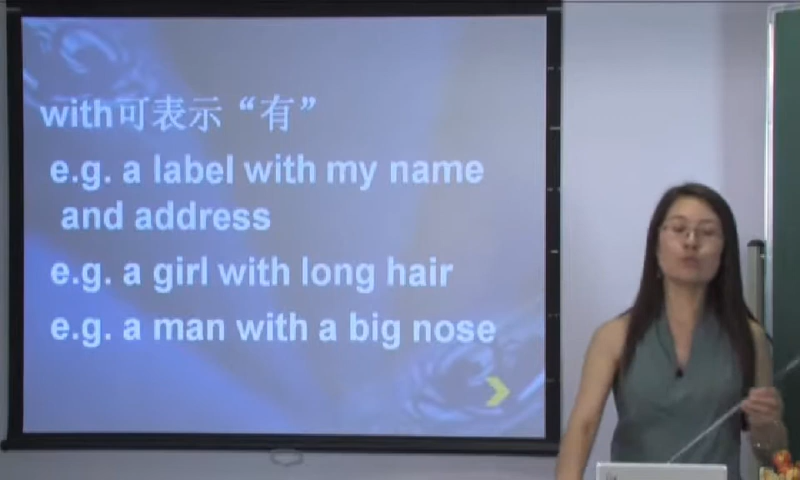 with可表示“有”
e.g. a label with my name
and address
e.g. a girl with long hair
e.g. a man with a big nose